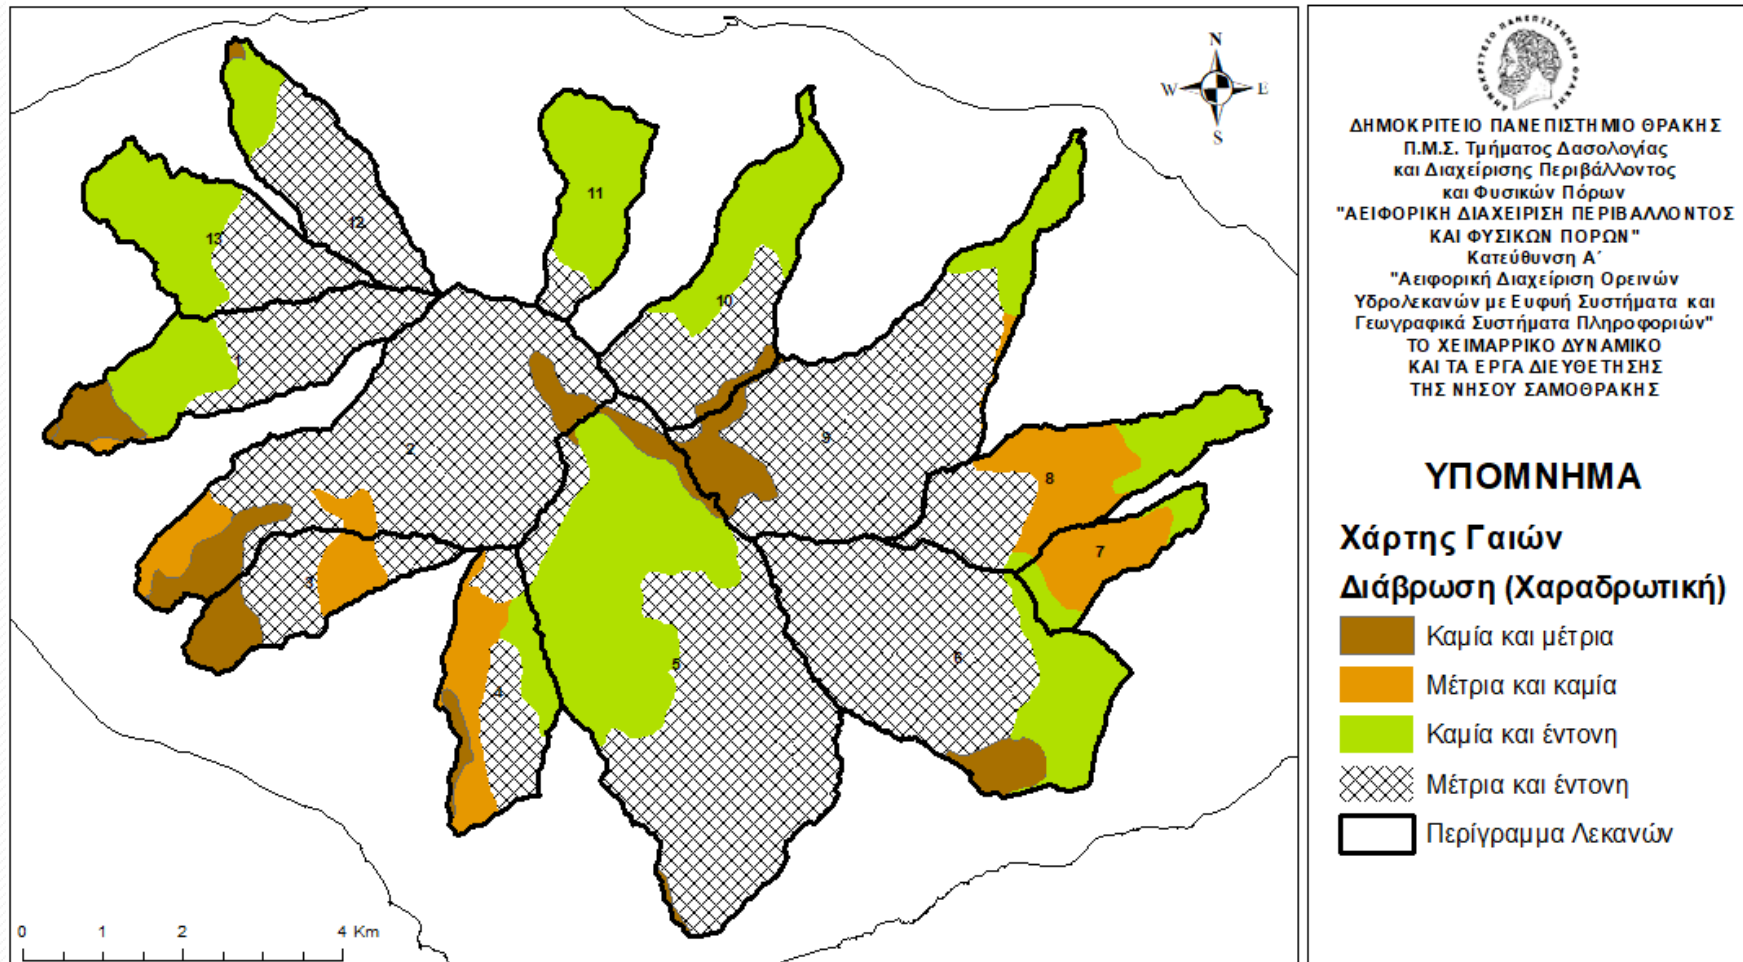 N
W E
S
11
12
13
10
1
2
9
8
7
3
5
6
4
0 1 2 4 Km
ΔΗΜΟΚΡΙΤΕΙΟ ΠΑΝΕΠΙΣΤΗΜΙΟ ΘΡΑΚΗΣ
ΔΗΜΟΚΡΙΤΕΙΟ ΠΑΝΕΠΙΣΤΗΜΙΟ ΘΡΑΚΗΣ
Π.Μ.Σ. Τμήματος Δασολογίας
και Διαχείρισης Περιβάλλοντος
και Φυσικών Πόρων
"ΑΕΙΦΟΡΙΚΗ ΔΙΑΧΕΙΡΙΣΗ ΠΕΡΙΒΑΛΛΟΝΤΟΣ
ΚΑΙ ΦΥΣΙΚΩΝ ΠΟΡΩΝ"
Κατεύθυνση Α΄
"Αειφορική Διαχείριση Ορεινών
Υδρολεκανών με Ευφυή Συστήματα και
Γεωγραφικά Συστήματα Πληροφοριών"
ΤΟ ΧΕΙΜΑΡΡΙΚΟ ΔΥΝΑΜΙΚΟ
ΚΑΙ ΤΑ ΕΡΓΑ ΔΙΕΥΘΕΤΗΣΗΣ
ΤΗΣ ΝΗΣΟΥ ΣΑΜΟΘΡΑΚΗΣ
ΥΠΟΜΝΗΜΑ
Χάρτης Γαιών
Διάβρωση (Χαραδρωτική)
Καμία και μέτρια
Μέτρια και καμία
Καμία και έντονη
Μέτρια και έντονη
Περίγραμμα Λεκανών